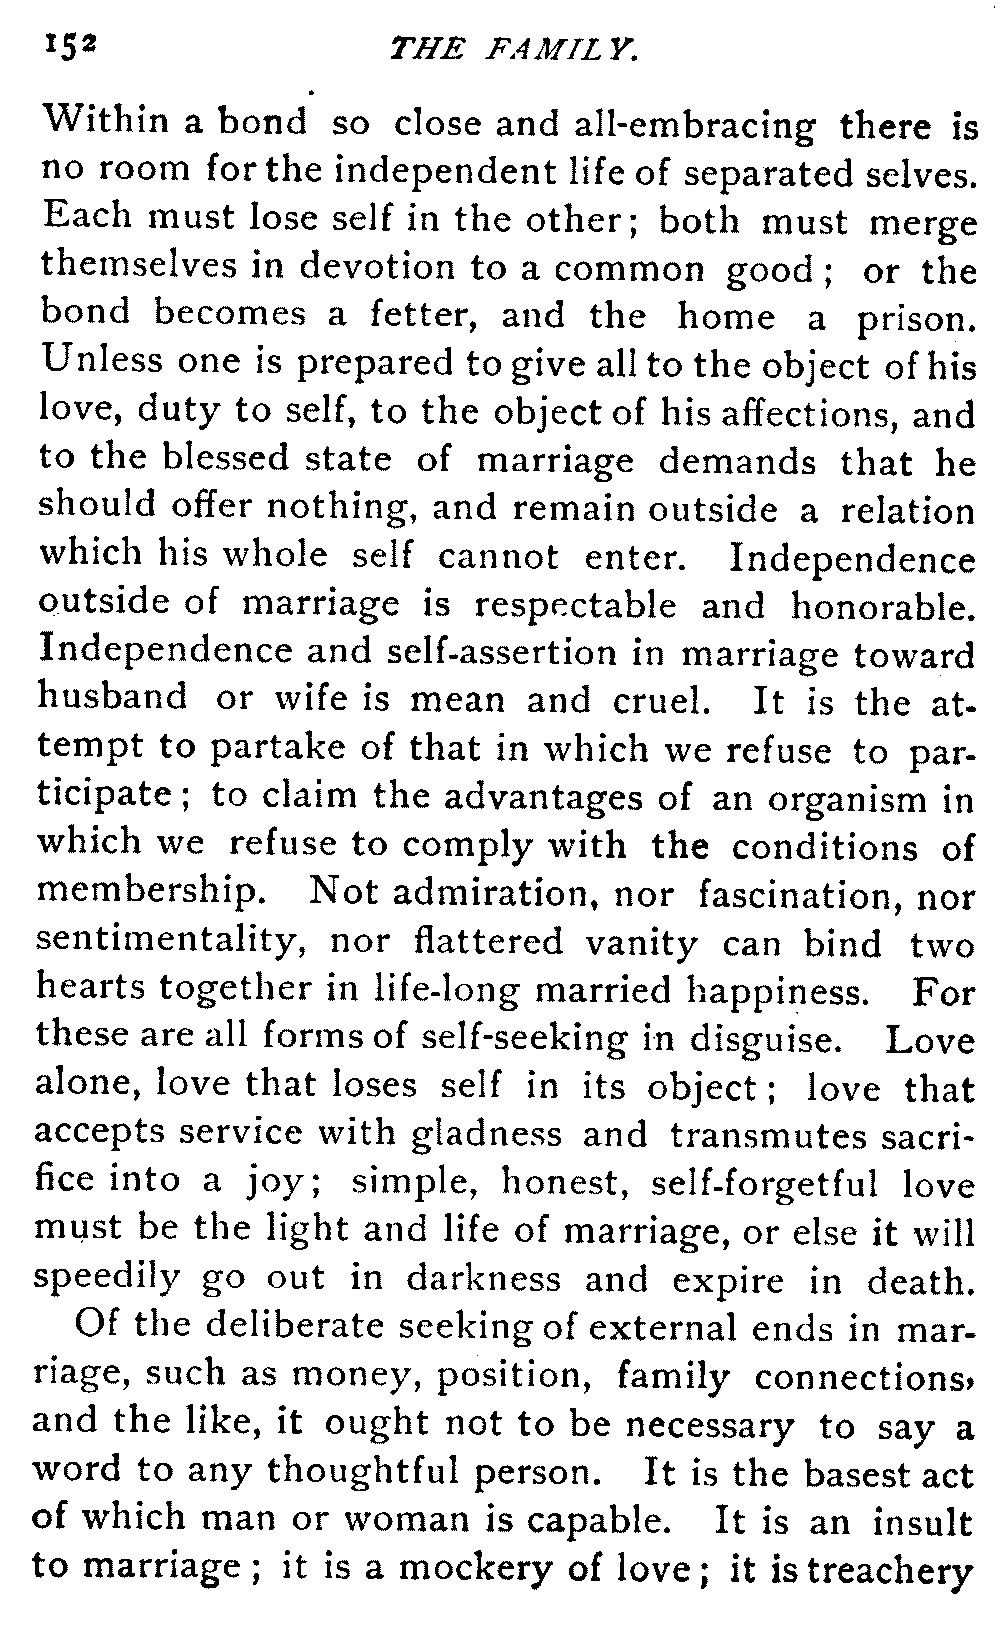 152 THE FAMILY.
Within a bond so close and all-embracing there is
no room for the independent life of separated selves.
Each must lose self in the other; both must merge
themselves in devotion to a common good; or the
bond becomes a fetter, and the home a prison.
Unless one is prepared to give all to the object of his
love, duty to self, to the object of his affections, and
to the blessed state of marriage demands that he
should offer nothing, and remain outside a relation
which his whole self cannot enter. Independence
outside of marriage is respectable and honorable.
Independence and self-assertion in marriage toward
husband or wife is mean and cruel. It is the at-
tempt to partake of that in which we refuse to par-
ticipate; to claim the advantages of an organism in
which we refuse to comply with the conditions of
membership. Not admiration, nor fascination, nor
sentimentality, nor flattered vanity can bind two
hearts together in life-long married happiness. For
these are all forms of self-seeking in disguise. Love
alone, love that loses self in its object; love that
accepts service with gladness and transmutes sacri-
fice into a joy; simple, honest, self-forgetful love
must be the light and life of marriage, or else it will
speedily go out in darkness and expire in death.
Of the deliberate seeking of external ends in mar-
riage, such as money, position, family connections,
and the like, it ought not to be necessary to say a
word to any thoughtful person. It is the basest act
of which man or woman is capable. It is an insult
to marriage; it is a mockery of love; it is treachery